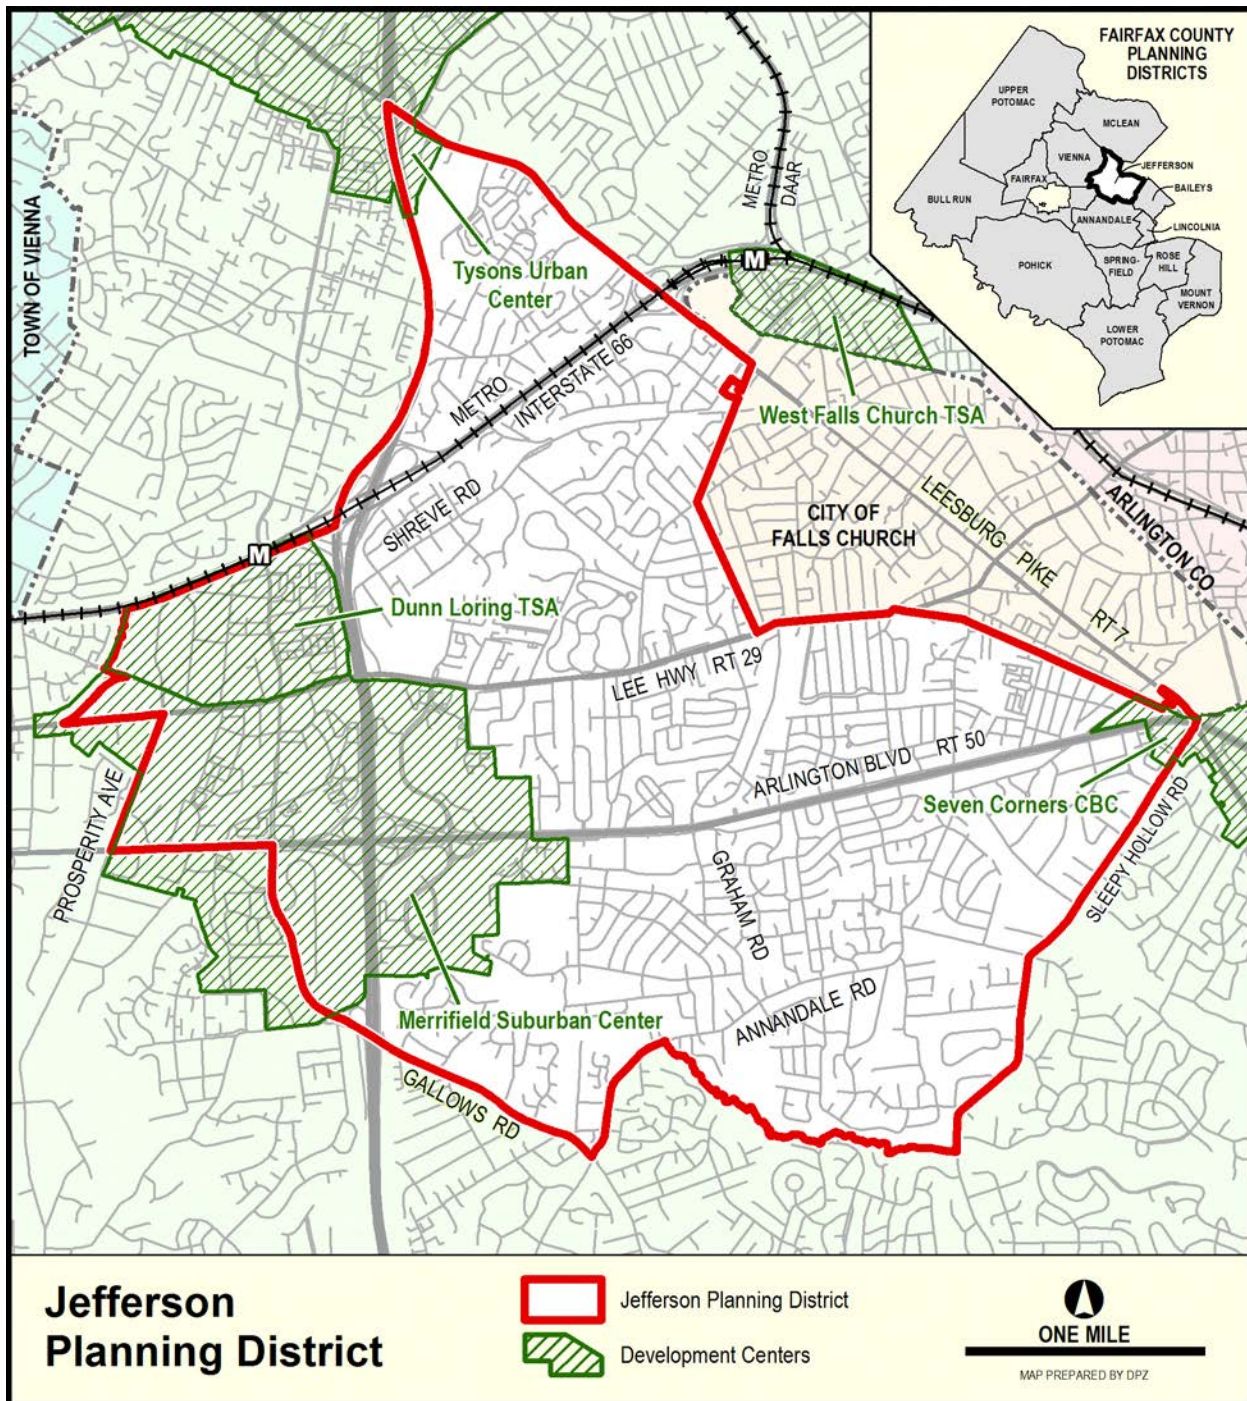 FAIRFAX COUNTY
PLANNING
DISTRICTS
UPPER
POTOMAC
MCLEAN
VIENNA
JEFFERSON
FAIRFAX
BAILEYS
BULL RUN
ANNANDALE
LINCOLNIA
POHICK
SPRING-
FIELD
ROSE
HILL
MOUNT
VERNON
LOWER
POTOMAC
TOWN OF VIENNA
METRO
DAAR
M
Tysons Urban
Center
METRO
INTERSTATE 66
West Falls Church TSA
SHREVE RD
CITY OF
FALLS CHURCH
LEESBURG PIKE RT 7
ARLINGTON CO
M
Dunn Loring TSA
LEE HWY RT 29
ARLINGTON BLVD RT 50
Seven Corners CBC
PROSPERITY AVE
GRAHAM RD
SLEEPY HOLLOW RD
ANNANDALE RD
Merrifield Suburban Center
GALLOWS RD
Jefferson
Planning District
Jefferson Planning District
Development Centers
ONE MILE
MAP PREPARED BY DPZ